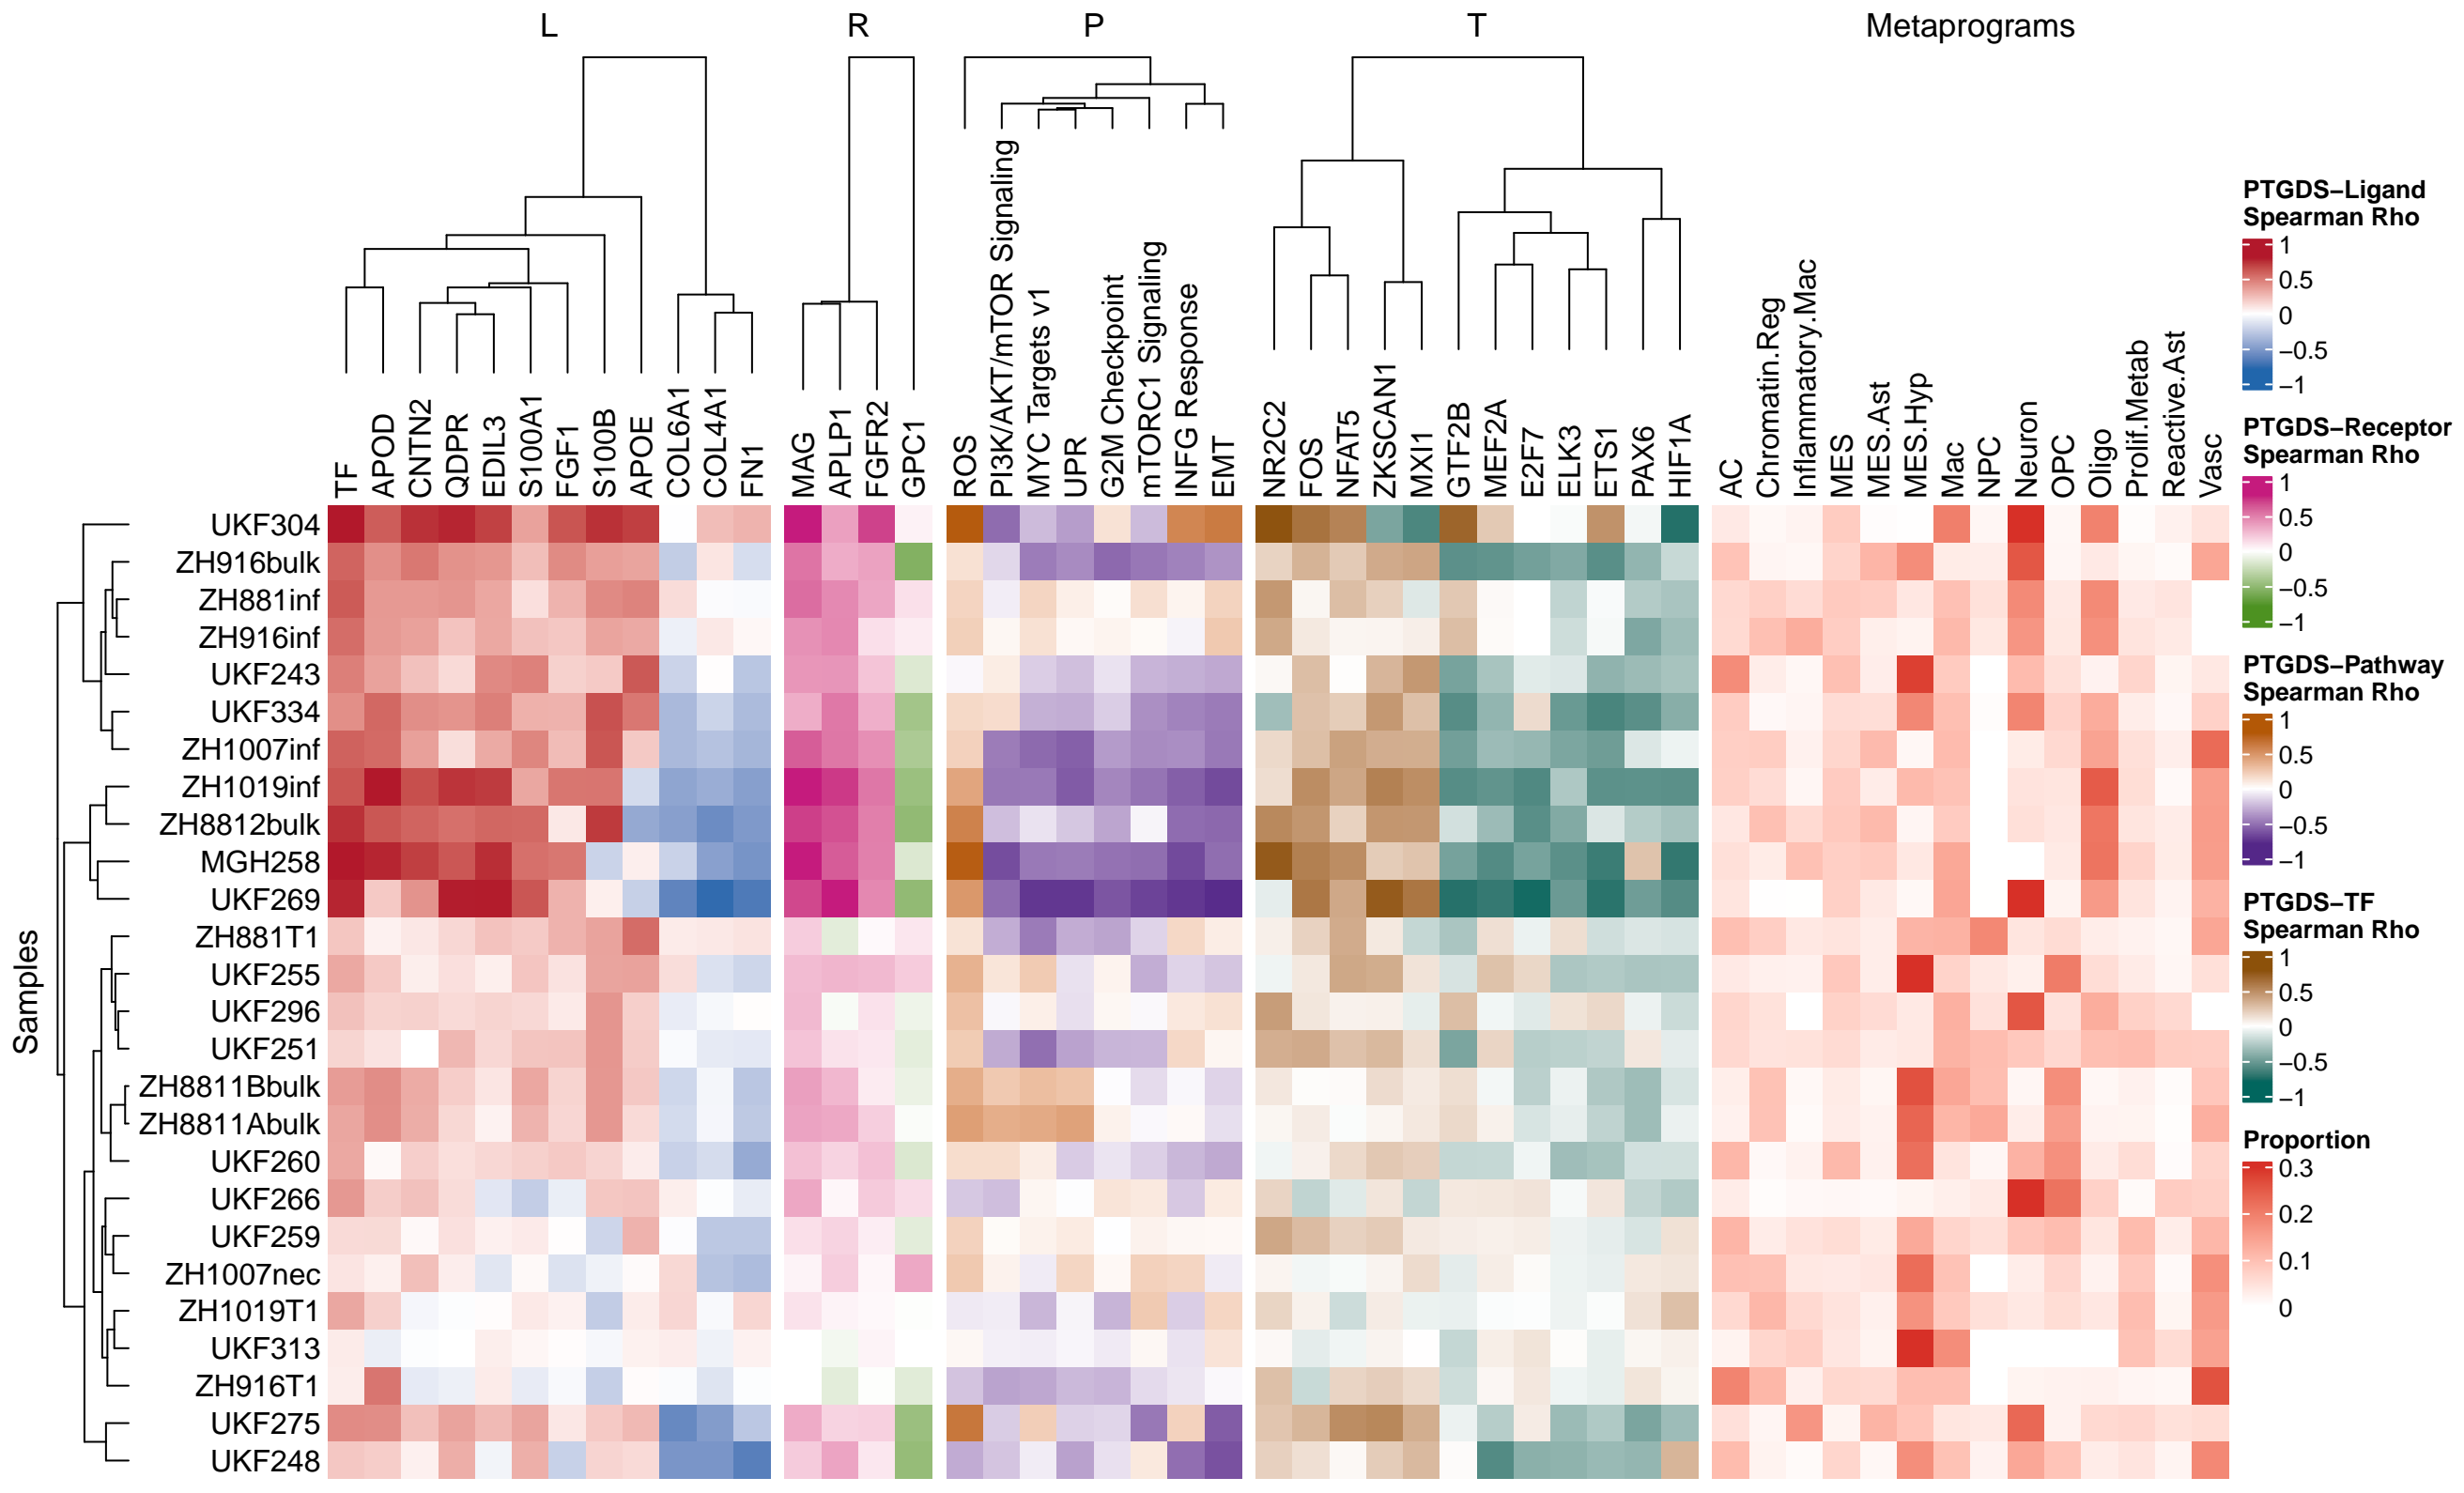 L R P T Metaprograms
TF APOD CNTN2 QDPR EDIL3 S100A1 FGF1 S100B APOE COL6A1 COL4A1 FN1
MAG APLP1 FGFR2 GPC1
ROS PI3K/AKT/mTOR Signaling MYC Targets v1 UPR G2M Checkpoint mTORC1 Signaling INFG Response EMT
NR2C2 FOS NFAT5 ZKSCAN1 MXI1 GTF2B MEF2A E2F7 ELK3 ETS1 PAX6 HIF1A
AC Chromatin.Reg Inflammatory.Mac MES MES.Ast MES.Hyp Mac NPC Neuron OPC Oligo Prolif.Metab Reactive.Ast Vasc
Samples
UKF304
ZH916bulk
ZH881inf
ZH916inf
UKF243
UKF334
ZH1007inf
ZH1019inf
ZH8812bulk
MGH258
UKF269
ZH881T1
UKF255
UKF296
UKF251
ZH8811Bbulk
ZH8811Abulk
UKF260
UKF266
UKF259
ZH1007nec
ZH1019T1
UKF313
ZH916T1
UKF275
UKF248
PTGDS−Ligand
Spearman Rho
1
0.5
0
−0.5
−1
PTGDS−Receptor
Spearman Rho
1
0.5
0
−0.5
−1
PTGDS−Pathway
Spearman Rho
1
0.5
0
−0.5
−1
PTGDS−TF
Spearman Rho
1
0.5
0
−0.5
−1
Proportion
0.3
0.2
0.1
0